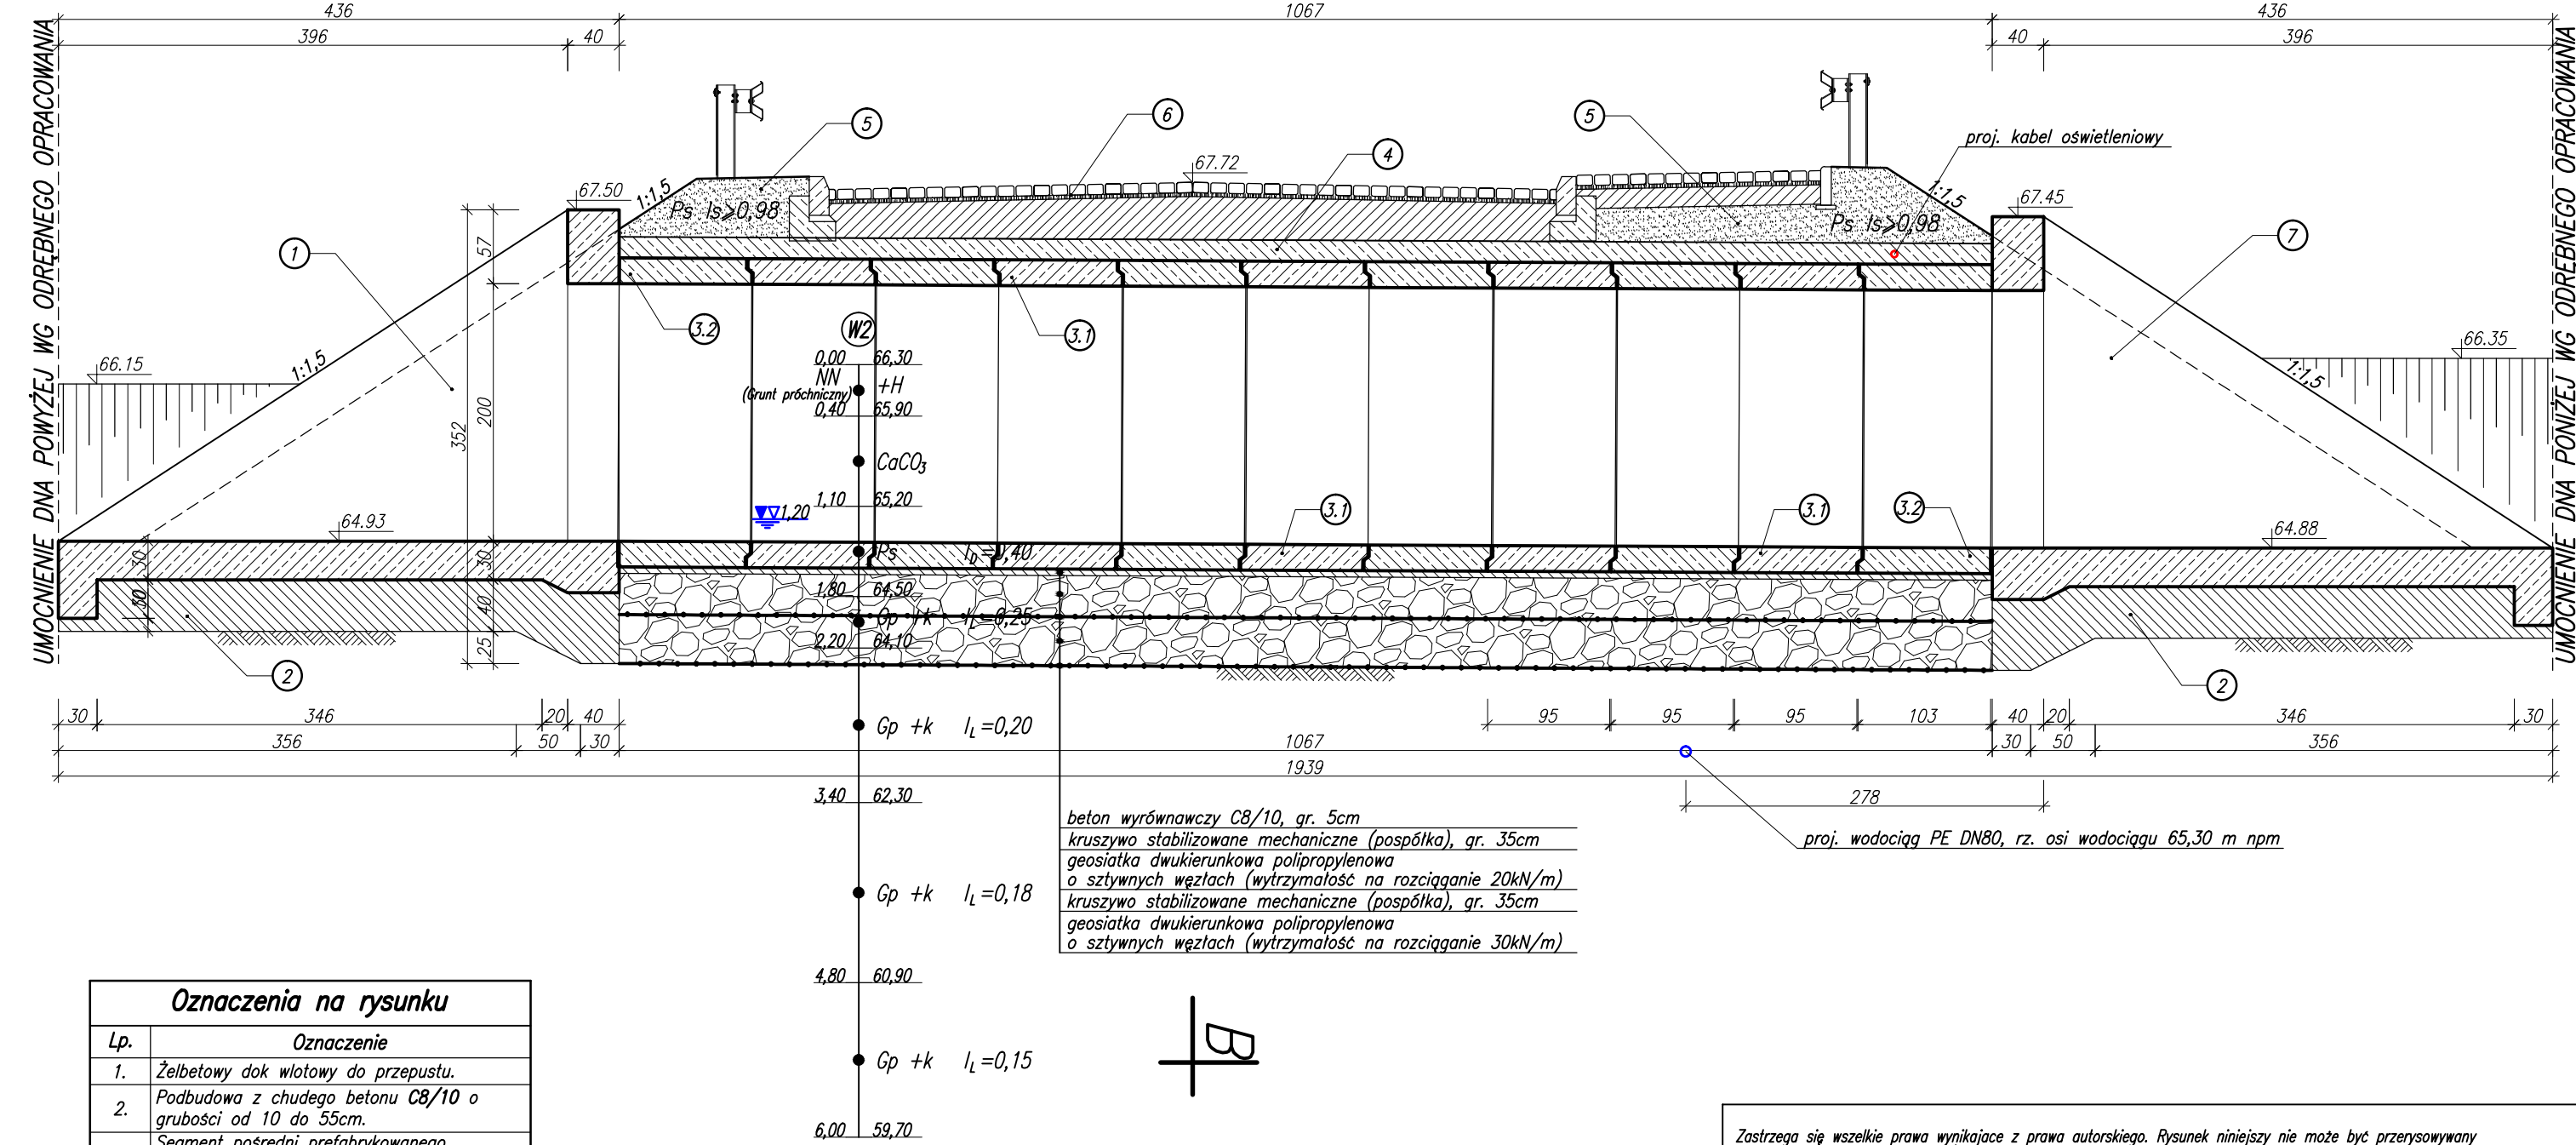 436
1067
436
396
40
40
396
UMOCNIENIE DNA POWYŻEJ WG ODRĘBNEGO OPRACOWANIA
UMOCNIENIE DNA PONIŻEJ WG ODRĘBNEGO OPRACOWANIA
5
6
4
5
proj. kabel oświetleniowy
67.50
1:1,5
Ps Is≥0,98
67.72
Ps Is≥0,98
1:1,5
67.45
1
57
7
3.2
W2
3.1
66.15
1:1,5
0,00 66,30
NN
(Grunt próchniczny)
+H
0,40 65,90
66.35
1:1,5
352
200
CaCO3
1,10 65,20
1,20
3.1
3.1
3.2
64.93
64.88
30
30
Ps ID=0,40
1,80 64,50
30
40
Gp +k IL=0,25
2,20 64,10
25
2
2
30
346
20
40
95
95
95
103
40
20
346
30
356
50
30
1067
30
50
356
1939
Gp +k IL=0,20
3,40 62,30
278
beton wyrównawczy C8/10, gr. 5cm
kruszywo stabilizowane mechaniczne (pospółka), gr. 35cm
geosiatka dwukierunkowa polipropylenowa
o sztywnych węzłach (wytrzymałość na rozciąganie 20kN/m)
kruszywo stabilizowane mechaniczne (pospółka), gr. 35cm
geosiatka dwukierunkowa polipropylenowa
o sztywnych węzłach (wytrzymałość na rozciąganie 30kN/m)
proj. wodociąg PE DN80, rz. osi wodociągu 65,30 m npm
Gp +k IL=0,18
4,80 60,90
Gp +k IL=0,15
6,00 59,70
B
Oznaczenia na rysunku
Lp. Oznaczenie
1. Żelbetowy dok wlotowy do przepustu.
2. Podbudowa z chudego betonu C8/10 o
grubości od 10 do 55cm.
Segment pośredni prefabrykowanego
Zastrzega się wszelkie prawa wynikajace z prawa autorskiego. Rysunek niniejszy nie może być przerysowywany